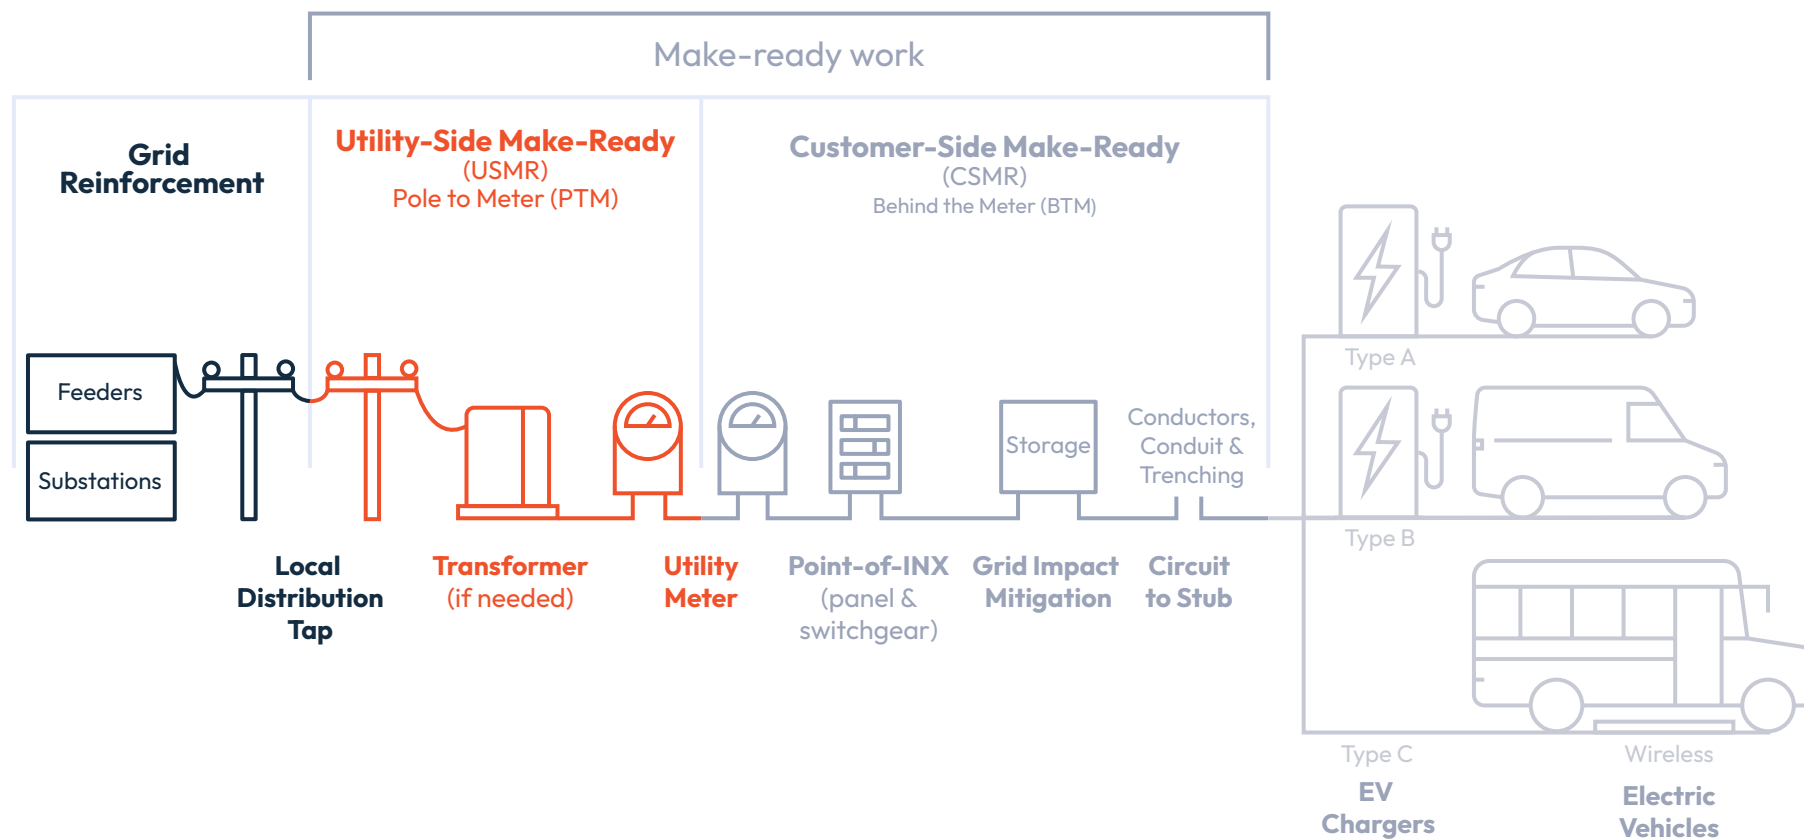 Make-ready work
Grid
Reinforcement
Utility-Side Make-Ready
(USMR)
Pole to Meter (PTM)
Customer-Side Make-Ready
(CSMR)
Behind the Meter (BTM)
Feeders
Substations
Storage
Conductors,
Conduit &
Trenching
Type A
Type B
Local
Distribution
Tap
Transformer
(if needed)
Utility
Meter
Point-of-INX
(panel &
switchgear)
Grid Impact
Mitigation
Circuit
to Stub
Type C
Wireless
EV
Chargers
Electric
Vehicles